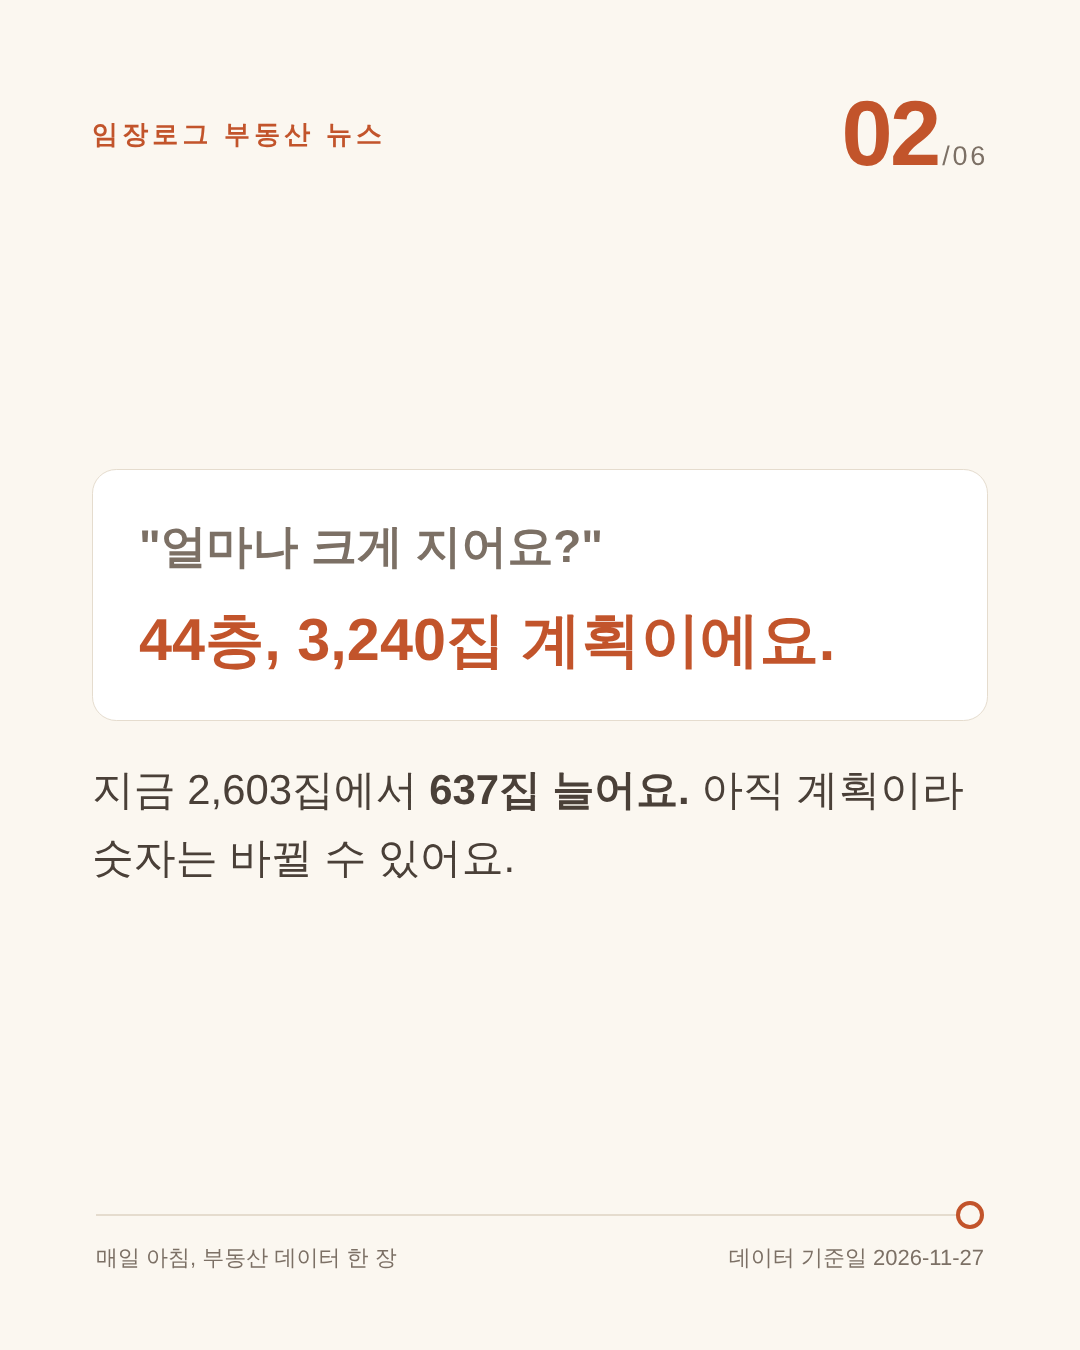 임장로그 부동산 뉴스
02/06
"얼마나 크게 지어요?"
44층, 3,240집 계획이에요.
지금 2,603집에서 637집 늘어요. 아직 계획이라
숫자는 바뀔 수 있어요.
매일 아침, 부동산 데이터 한 장
데이터 기준일 2026-11-27